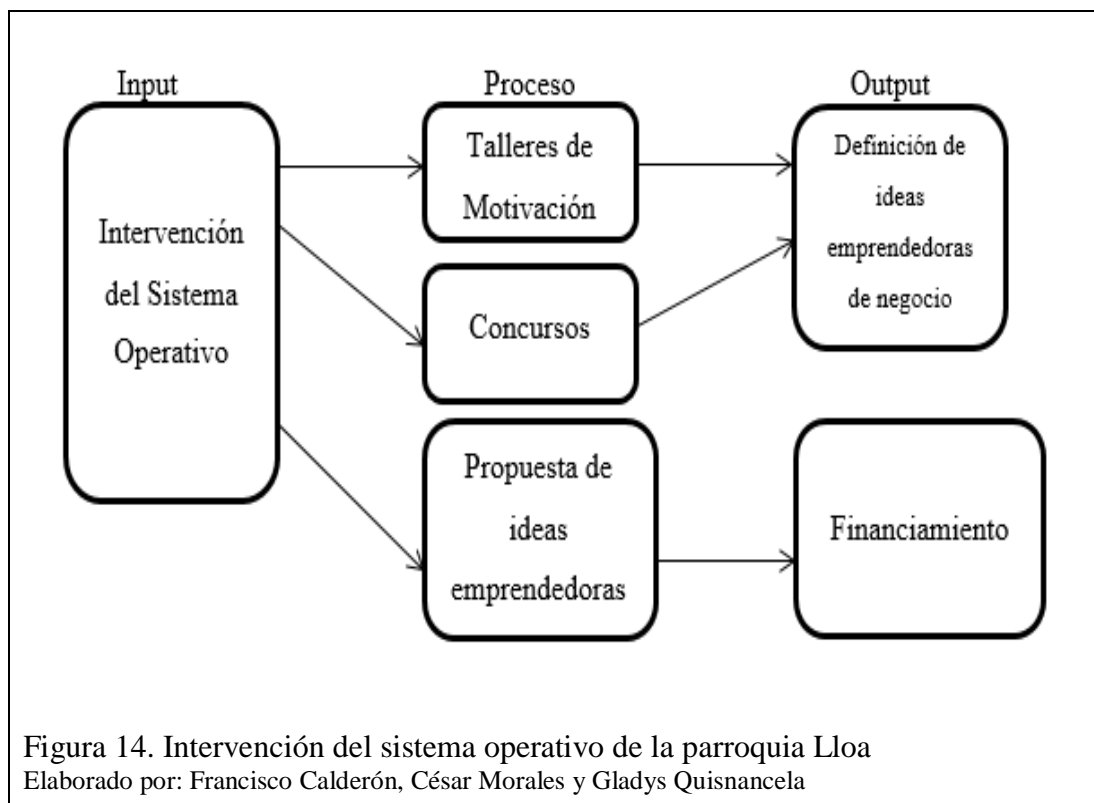 Input
Intervención
del Sistema
Operativo
Proceso
Talleres de
Motivación
Concursos
Propuesta de
ideas
emprendedoras
Output
Definición de
ideas
emprendedoras
de negocio
Financiamiento
Figura 14. Intervención del sistema operativo de la parroquia Lloa
Elaborado por: Francisco Calderón, César Morales y Gladys Quisnancela